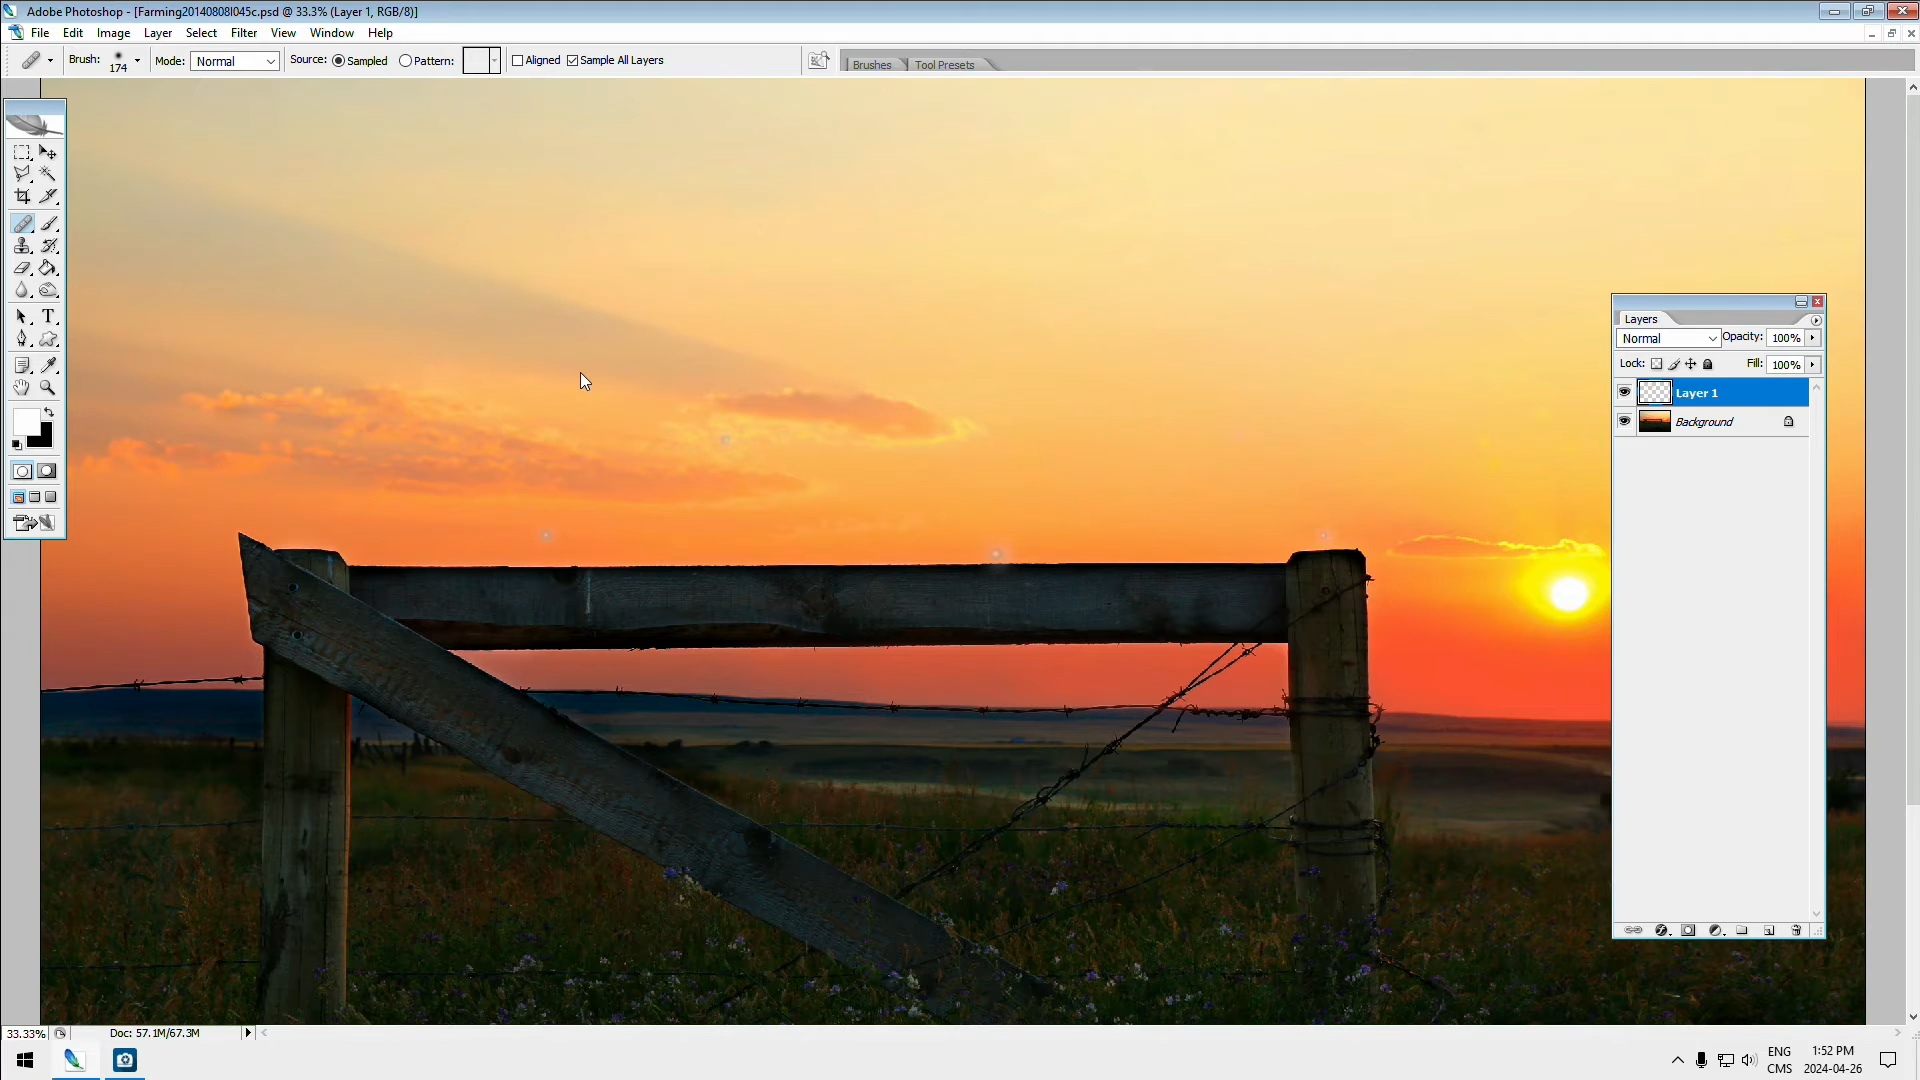 Adobe Photoshop - [Farming20140808l045c.psd @ 33.3% (Layer 1, RGB/8)]
File Edit Image Layer Select Filter View Window Help
Brush: 174 Mode: Normal Source: Sampled Pattern: Aligned Sample All Layers Brushes Tool Presets
T
Layers
Normal Opacity: 100%
Lock: Fill: 100%
Layer 1
Background
33.33% Doc: 57.1M/67.3M
ENG 1:52 PM
CMS 2024-04-26